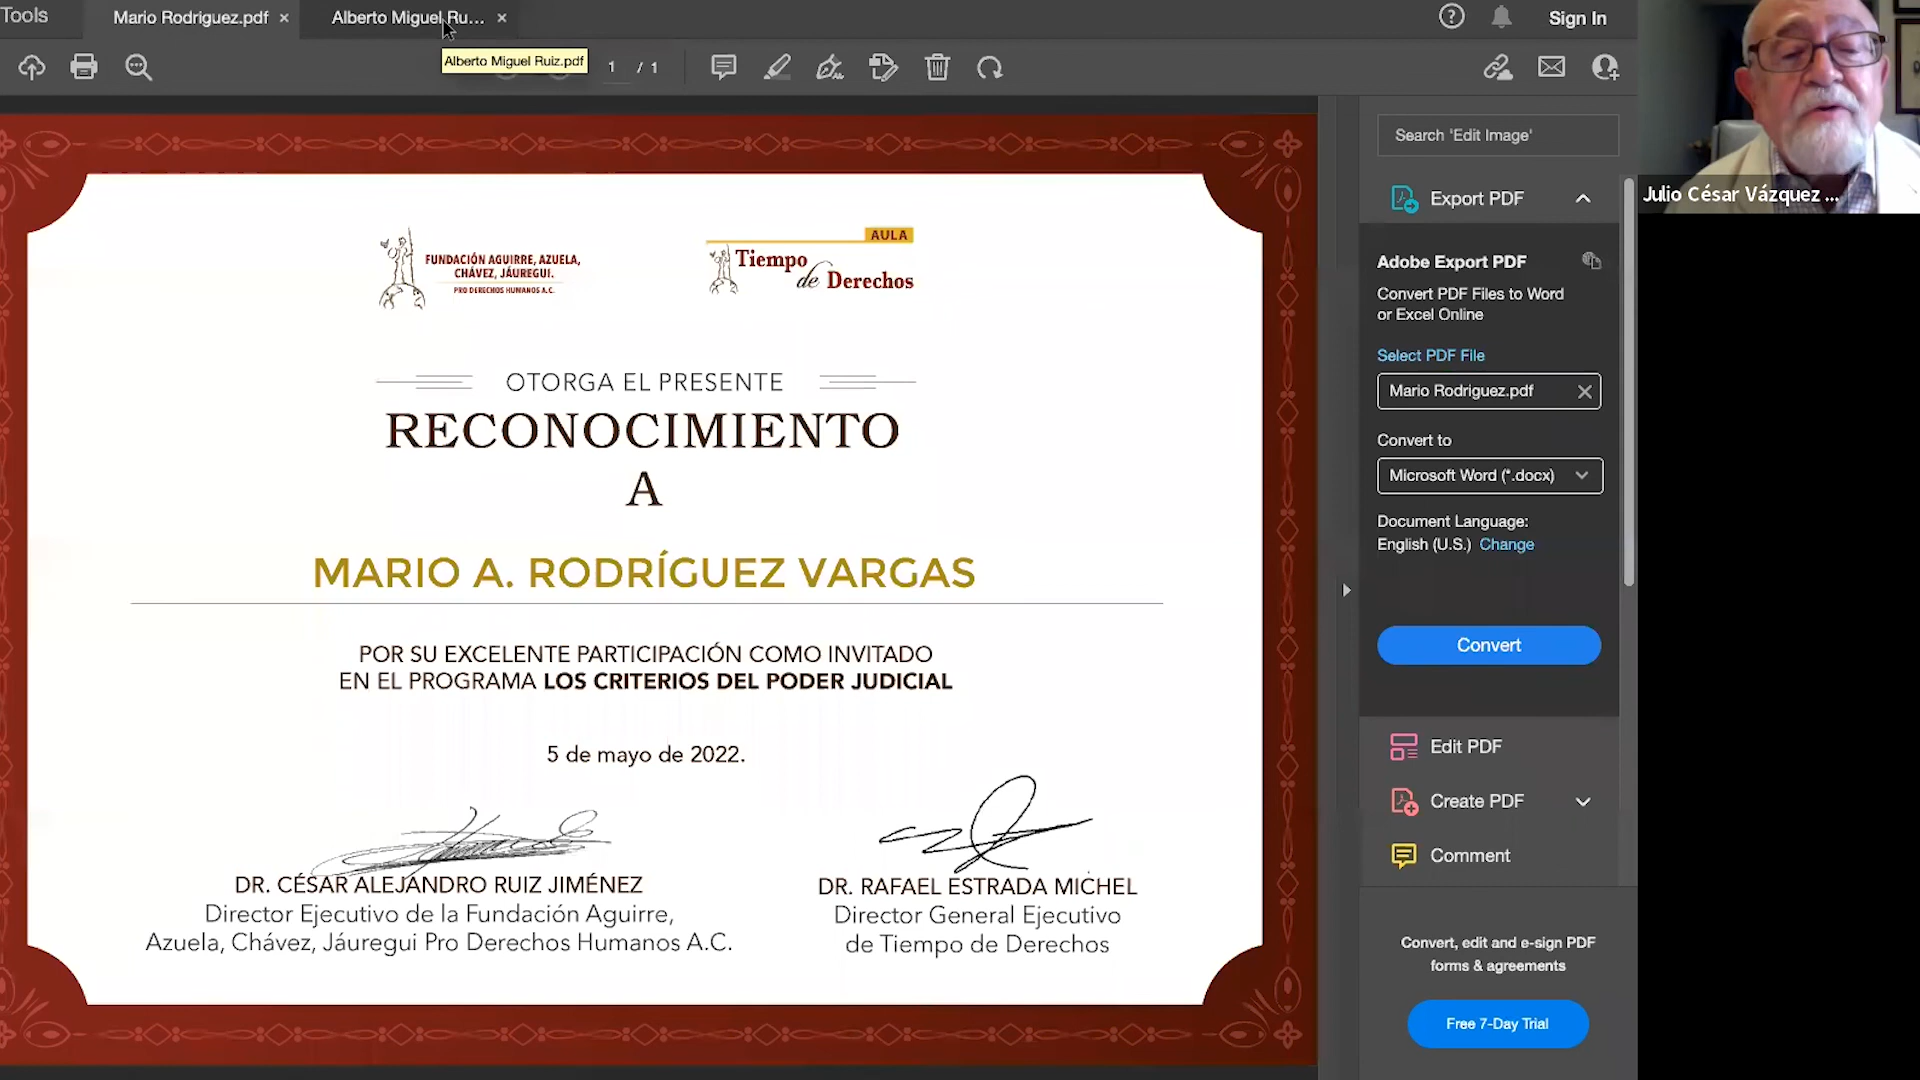 Tools
Mario Rodriguez.pdf
Alberto Miguel Ru...
Sign In
Alberto Miguel Ruiz.pdf
1 / 1
FUNDACIÓN AGUIRRE, AZUELA,
CHÁVEZ, JÁUREGUI.
PRO DERECHOS HUMANOS A.C.
AULA
Tiempo
de Derechos
OTORGA EL PRESENTE
RECONOCIMIENTO
A
MARIO A. RODRÍGUEZ VARGAS
POR SU EXCELENTE PARTICIPACIÓN COMO INVITADO
EN EL PROGRAMA LOS CRITERIOS DEL PODER JUDICIAL
5 de mayo de 2022.
DR. CÉSAR ALEJANDRO RUIZ JIMÉNEZ
Director Ejecutivo de la Fundación Aguirre,
Azuela, Chávez, Jáuregui Pro Derechos Humanos A.C.
DR. RAFAEL ESTRADA MICHEL
Director General Ejecutivo
de Tiempo de Derechos
Search 'Edit Image'
Export PDF
Adobe Export PDF
Convert PDF Files to Word
or Excel Online
Select PDF File
Mario Rodriguez.pdf
Convert to
Microsoft Word (*.docx)
Document Language:
English (U.S.) Change
Convert
Edit PDF
Create PDF
Comment
Convert, edit and e-sign PDF
forms & agreements
Free 7-Day Trial
Julio César Vázquez ...